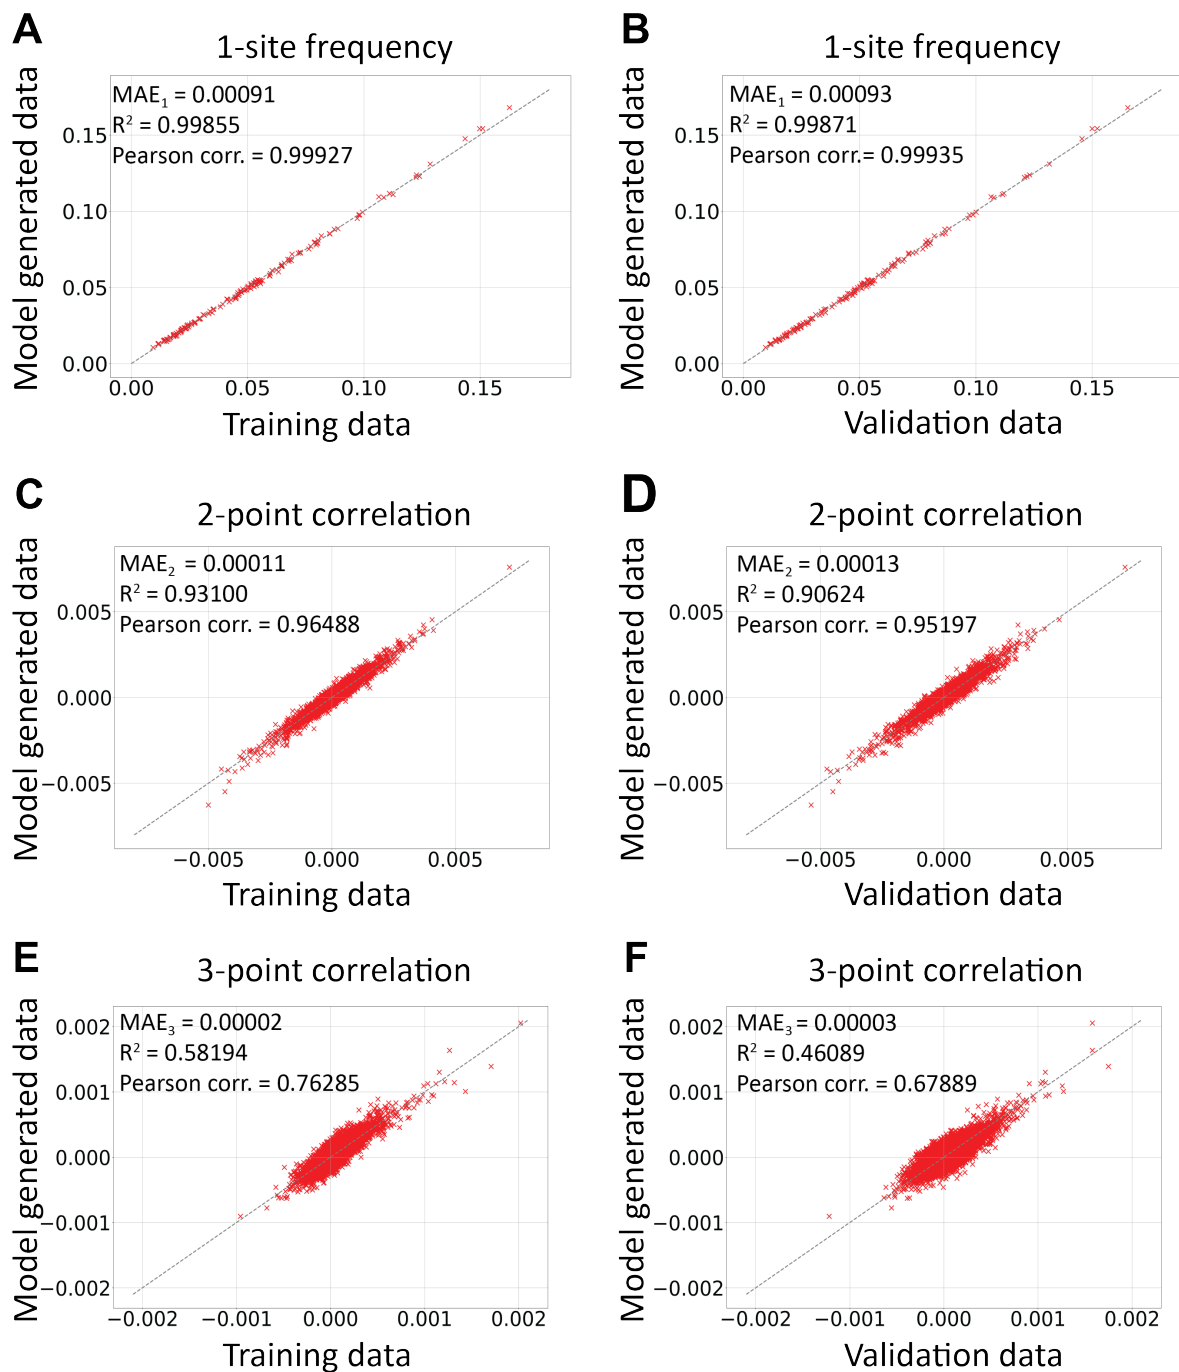 A
1-site frequency
MAE₁ = 0.00091
R² = 0.99855
Pearson corr. = 0.99927
Model generated data
0.15
0.10
0.05
0.00
0.00 0.05 0.10 0.15
Training data
B
1-site frequency
MAE₁ = 0.00093
R² = 0.99871
Pearson corr.= 0.99935
Model generated data
0.15
0.10
0.05
0.00
0.00 0.05 0.10 0.15
Validation data
C
2-point correlation
MAE₂ = 0.00011
R² = 0.93100
Pearson corr. = 0.96488
Model generated data
0.005
0.000
−0.005
−0.005 0.000 0.005
Training data
D
2-point correlation
MAE₂ = 0.00013
R² = 0.90624
Pearson corr. = 0.95197
Model generated data
0.005
0.000
−0.005
−0.005 0.000 0.005
Validation data
E
3-point correlation
MAE₃ = 0.00002
R² = 0.58194
Pearson corr. = 0.76285
Model generated data
0.002
0.001
0.000
−0.001
−0.002
−0.002 −0.001 0.000 0.001 0.002
Training data
F
3-point correlation
MAE₃ = 0.00003
R² = 0.46089
Pearson corr. = 0.67889
Model generated data
0.002
0.001
0.000
−0.001
−0.002
−0.002 −0.001 0.000 0.001 0.002
Validation data